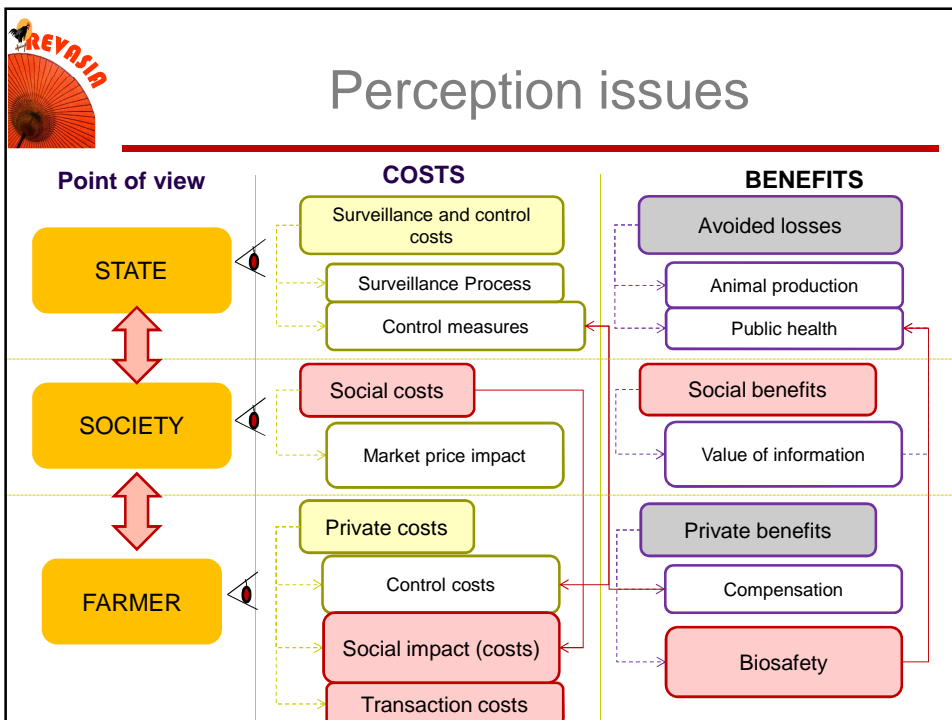 REVASIA
Perception issues
Point of view
COSTS
BENEFITS
STATE
Surveillance and control
costs
Surveillance Process
Control measures
Avoided losses
Animal production
Public health
SOCIETY
Social costs
Market price impact
Social benefits
Value of information
FARMER
Private costs
Control costs
Social impact (costs)
Transaction costs
Private benefits
Compensation
Biosafety